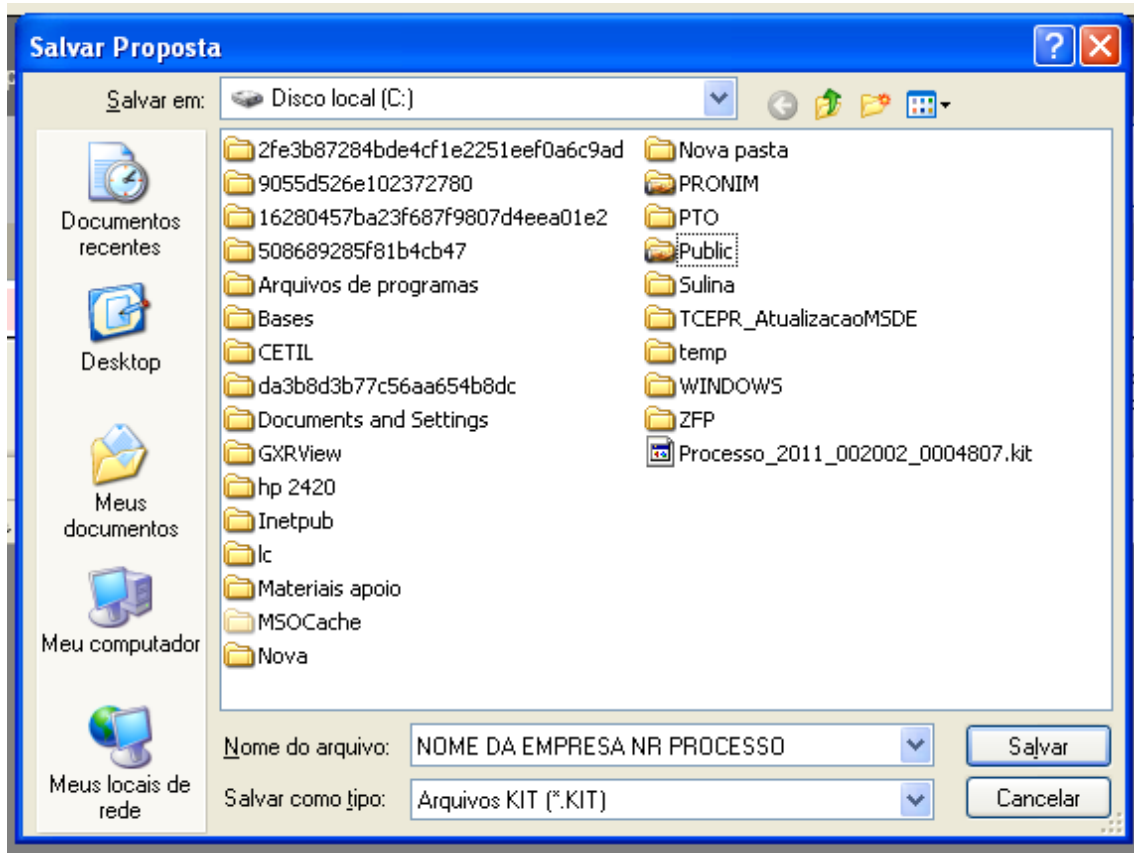 Salvar Proposta
Salvar em:
Disco local (C:)
Documentos
recentes
Desktop
Meus
documentos
Meu computador
Meus locais de
rede
2fe3b87284bde4cf1e2251eef0a6c9ad
9055d526e102372780
16280457ba23f687f9807d4eea01e2
508689285f81b4cb47
Arquivos de programas
Bases
CETIL
da3b8d3b77c56aa654b8dc
Documents and Settings
GXRView
hp 2420
Inetpub
lc
Materiais apoio
MSOCache
Nova
Nova pasta
PRONIM
PTO
Public
Sulina
TCEPR_AtualizacaoMSDE
temp
WINDOWS
ZFP
Processo_2011_002002_0004807.kit
Nome do arquivo:
NOME DA EMPRESA NR PROCESSO
Salvar
Salvar como tipo:
Arquivos KIT (*.KIT)
Cancelar